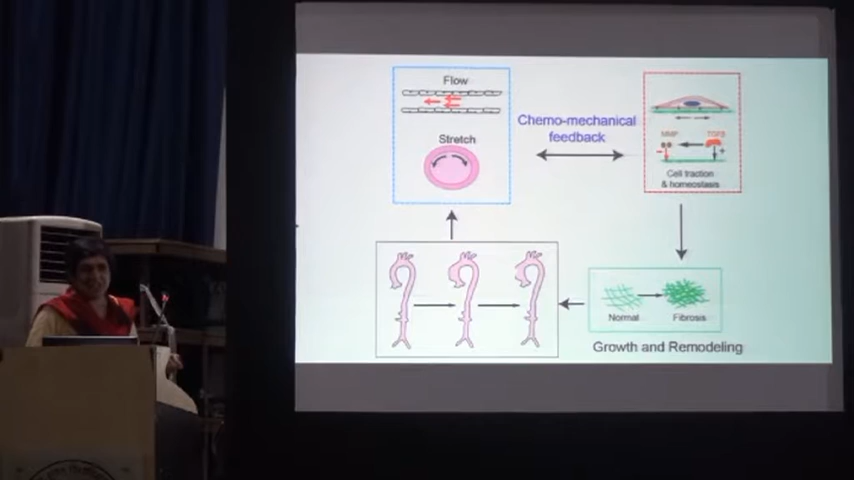 Flow
Stretch
Chemo-mechanical
feedback
MMP
TGFβ
Cell traction
& homeostasis
Normal
Fibrosis
Growth and Remodeling